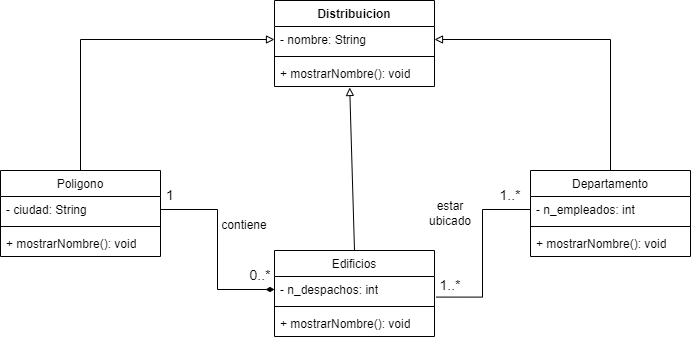 Distribuicion
- nombre: String
+ mostrarNombre(): void
Poligono
- ciudad: String
+ mostrarNombre(): void
1
contiene
0..*
Edificios
- n_despachos: int
+ mostrarNombre(): void
1..*
estar
ubicado
1..*
Departamento
- n_empleados: int
+ mostrarNombre(): void